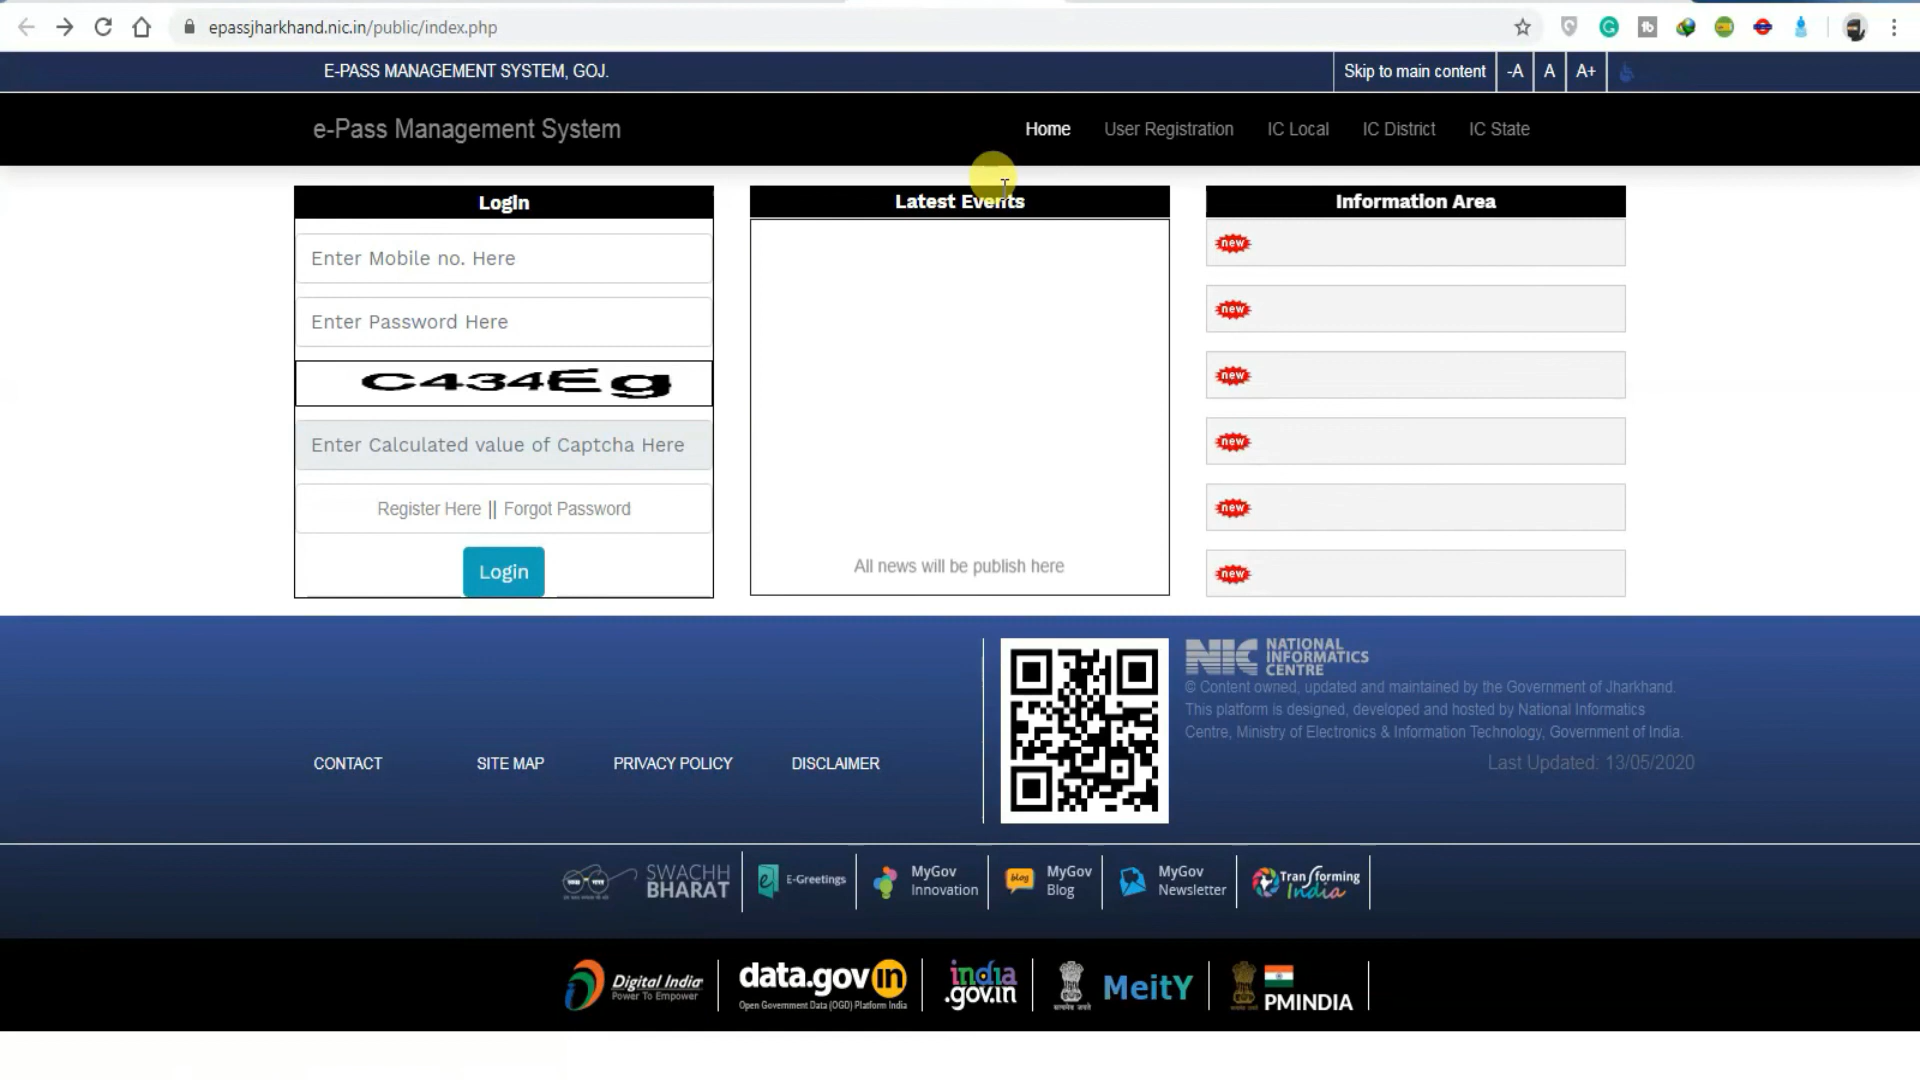 epassjharkhand.nic.in/public/index.php
E-PASS MANAGEMENT SYSTEM, GOJ.
Skip to main content
-A
A
A+
e-Pass Management System
Home
User Registration
IC Local
IC District
IC State
Login
Enter Mobile no. Here
Enter Password Here
C434Eg
Enter Calculated value of Captcha Here
Register Here || Forgot Password
Login
Latest Events
All news will be publish here
Information Area
new
new
new
new
new
new
CONTACT
SITE MAP
PRIVACY POLICY
DISCLAIMER
NIC NATIONAL
INFORMATICS
CENTRE
© Content owned, updated and maintained by the Government of Jharkhand.
This platform is designed, developed and hosted by National Informatics
Centre, Ministry of Electronics & Information Technology, Government of India.
Last Updated: 13/05/2020
SWACHH
BHARAT
E-Greetings
MyGov
Innovation
blog
MyGov
Blog
MyGov
Newsletter
Transforming
India
Digital India
Power To Empower
data.gov in
Open Government Data (OGD) Platform India
india
.gov.in
सत्यमेव जयते
MeitY
PMINDIA